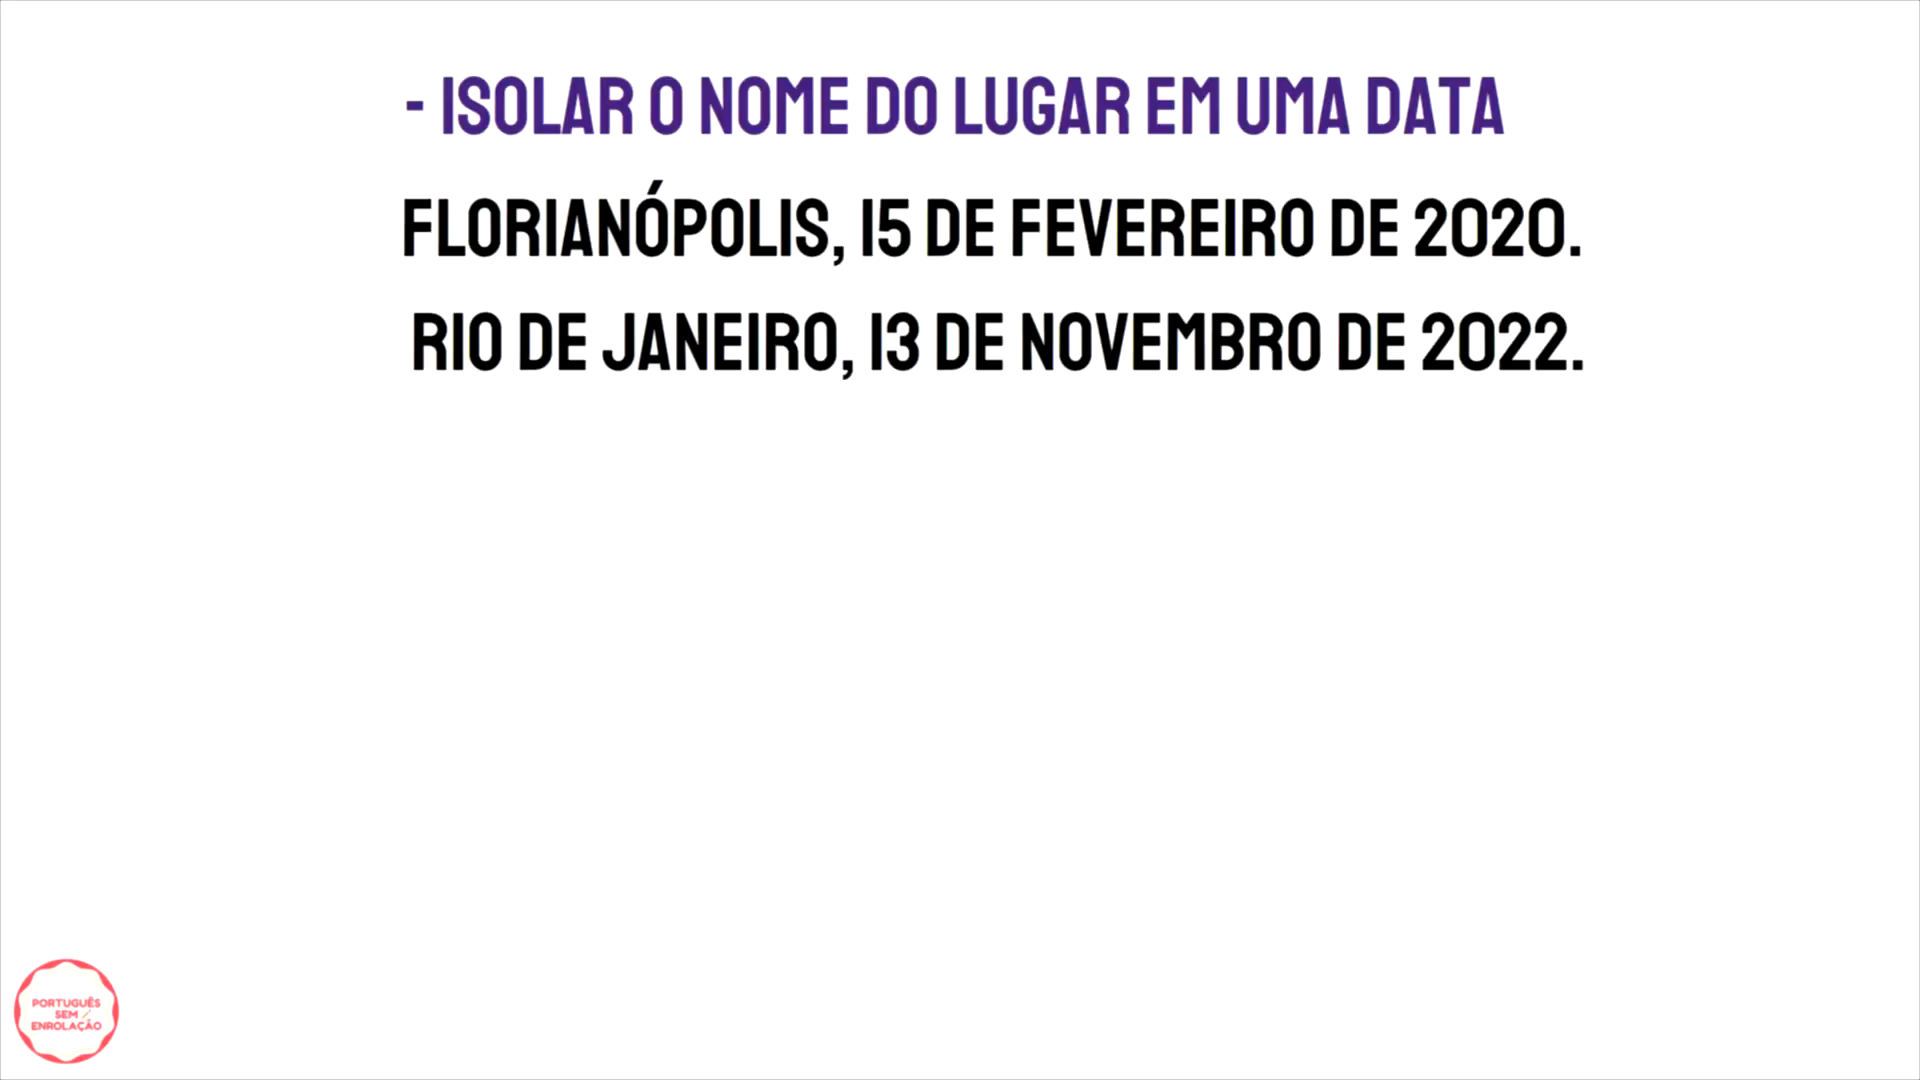 - ISOLAR O NOME DO LUGAR EM UMA DATA
FLORIANÓPOLIS, 15 DE FEVEREIRO DE 2020.
RIO DE JANEIRO, 13 DE NOVEMBRO DE 2022.
PORTUGUÊS
SEM
ENROLAÇÃO